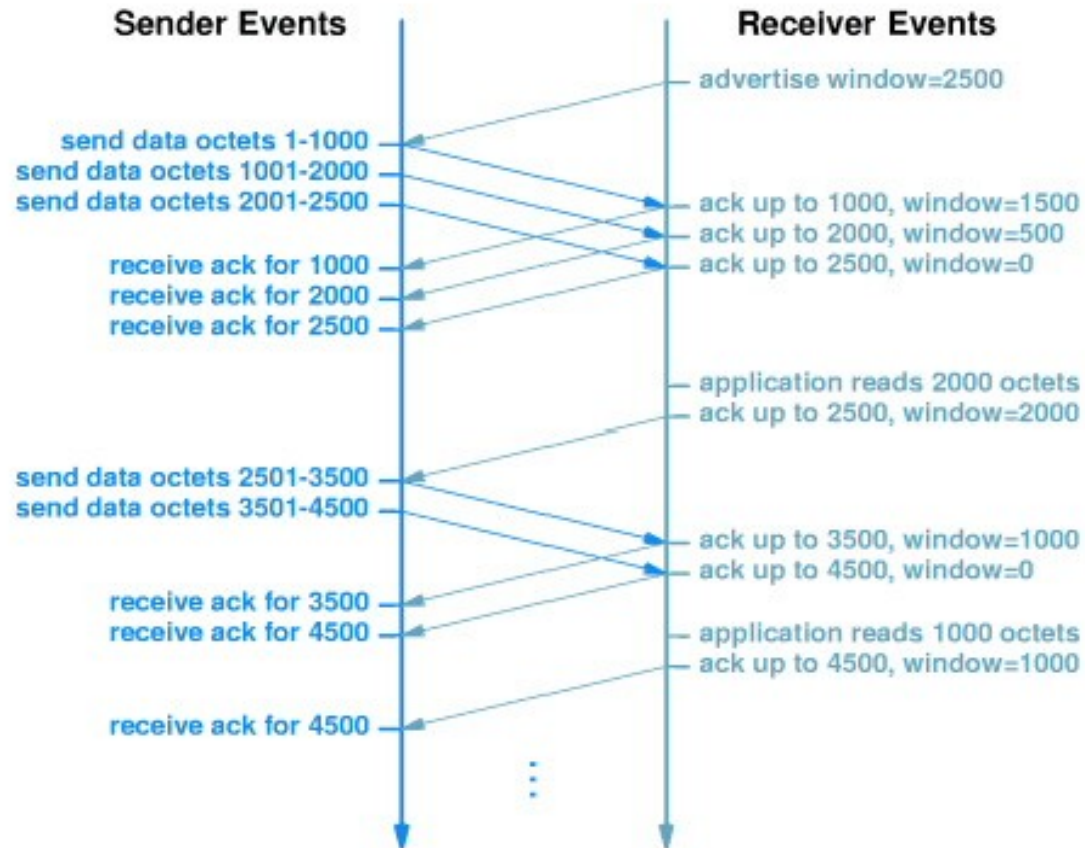 Sender Events
Receiver Events
advertise window=2500
send data octets 1-1000
send data octets 1001-2000
send data octets 2001-2500
ack up to 1000, window=1500
ack up to 2000, window=500
ack up to 2500, window=0
receive ack for 1000
receive ack for 2000
receive ack for 2500
application reads 2000 octets
ack up to 2500, window=2000
send data octets 2501-3500
send data octets 3501-4500
ack up to 3500, window=1000
ack up to 4500, window=0
receive ack for 3500
receive ack for 4500
application reads 1000 octets
ack up to 4500, window=1000
receive ack for 4500